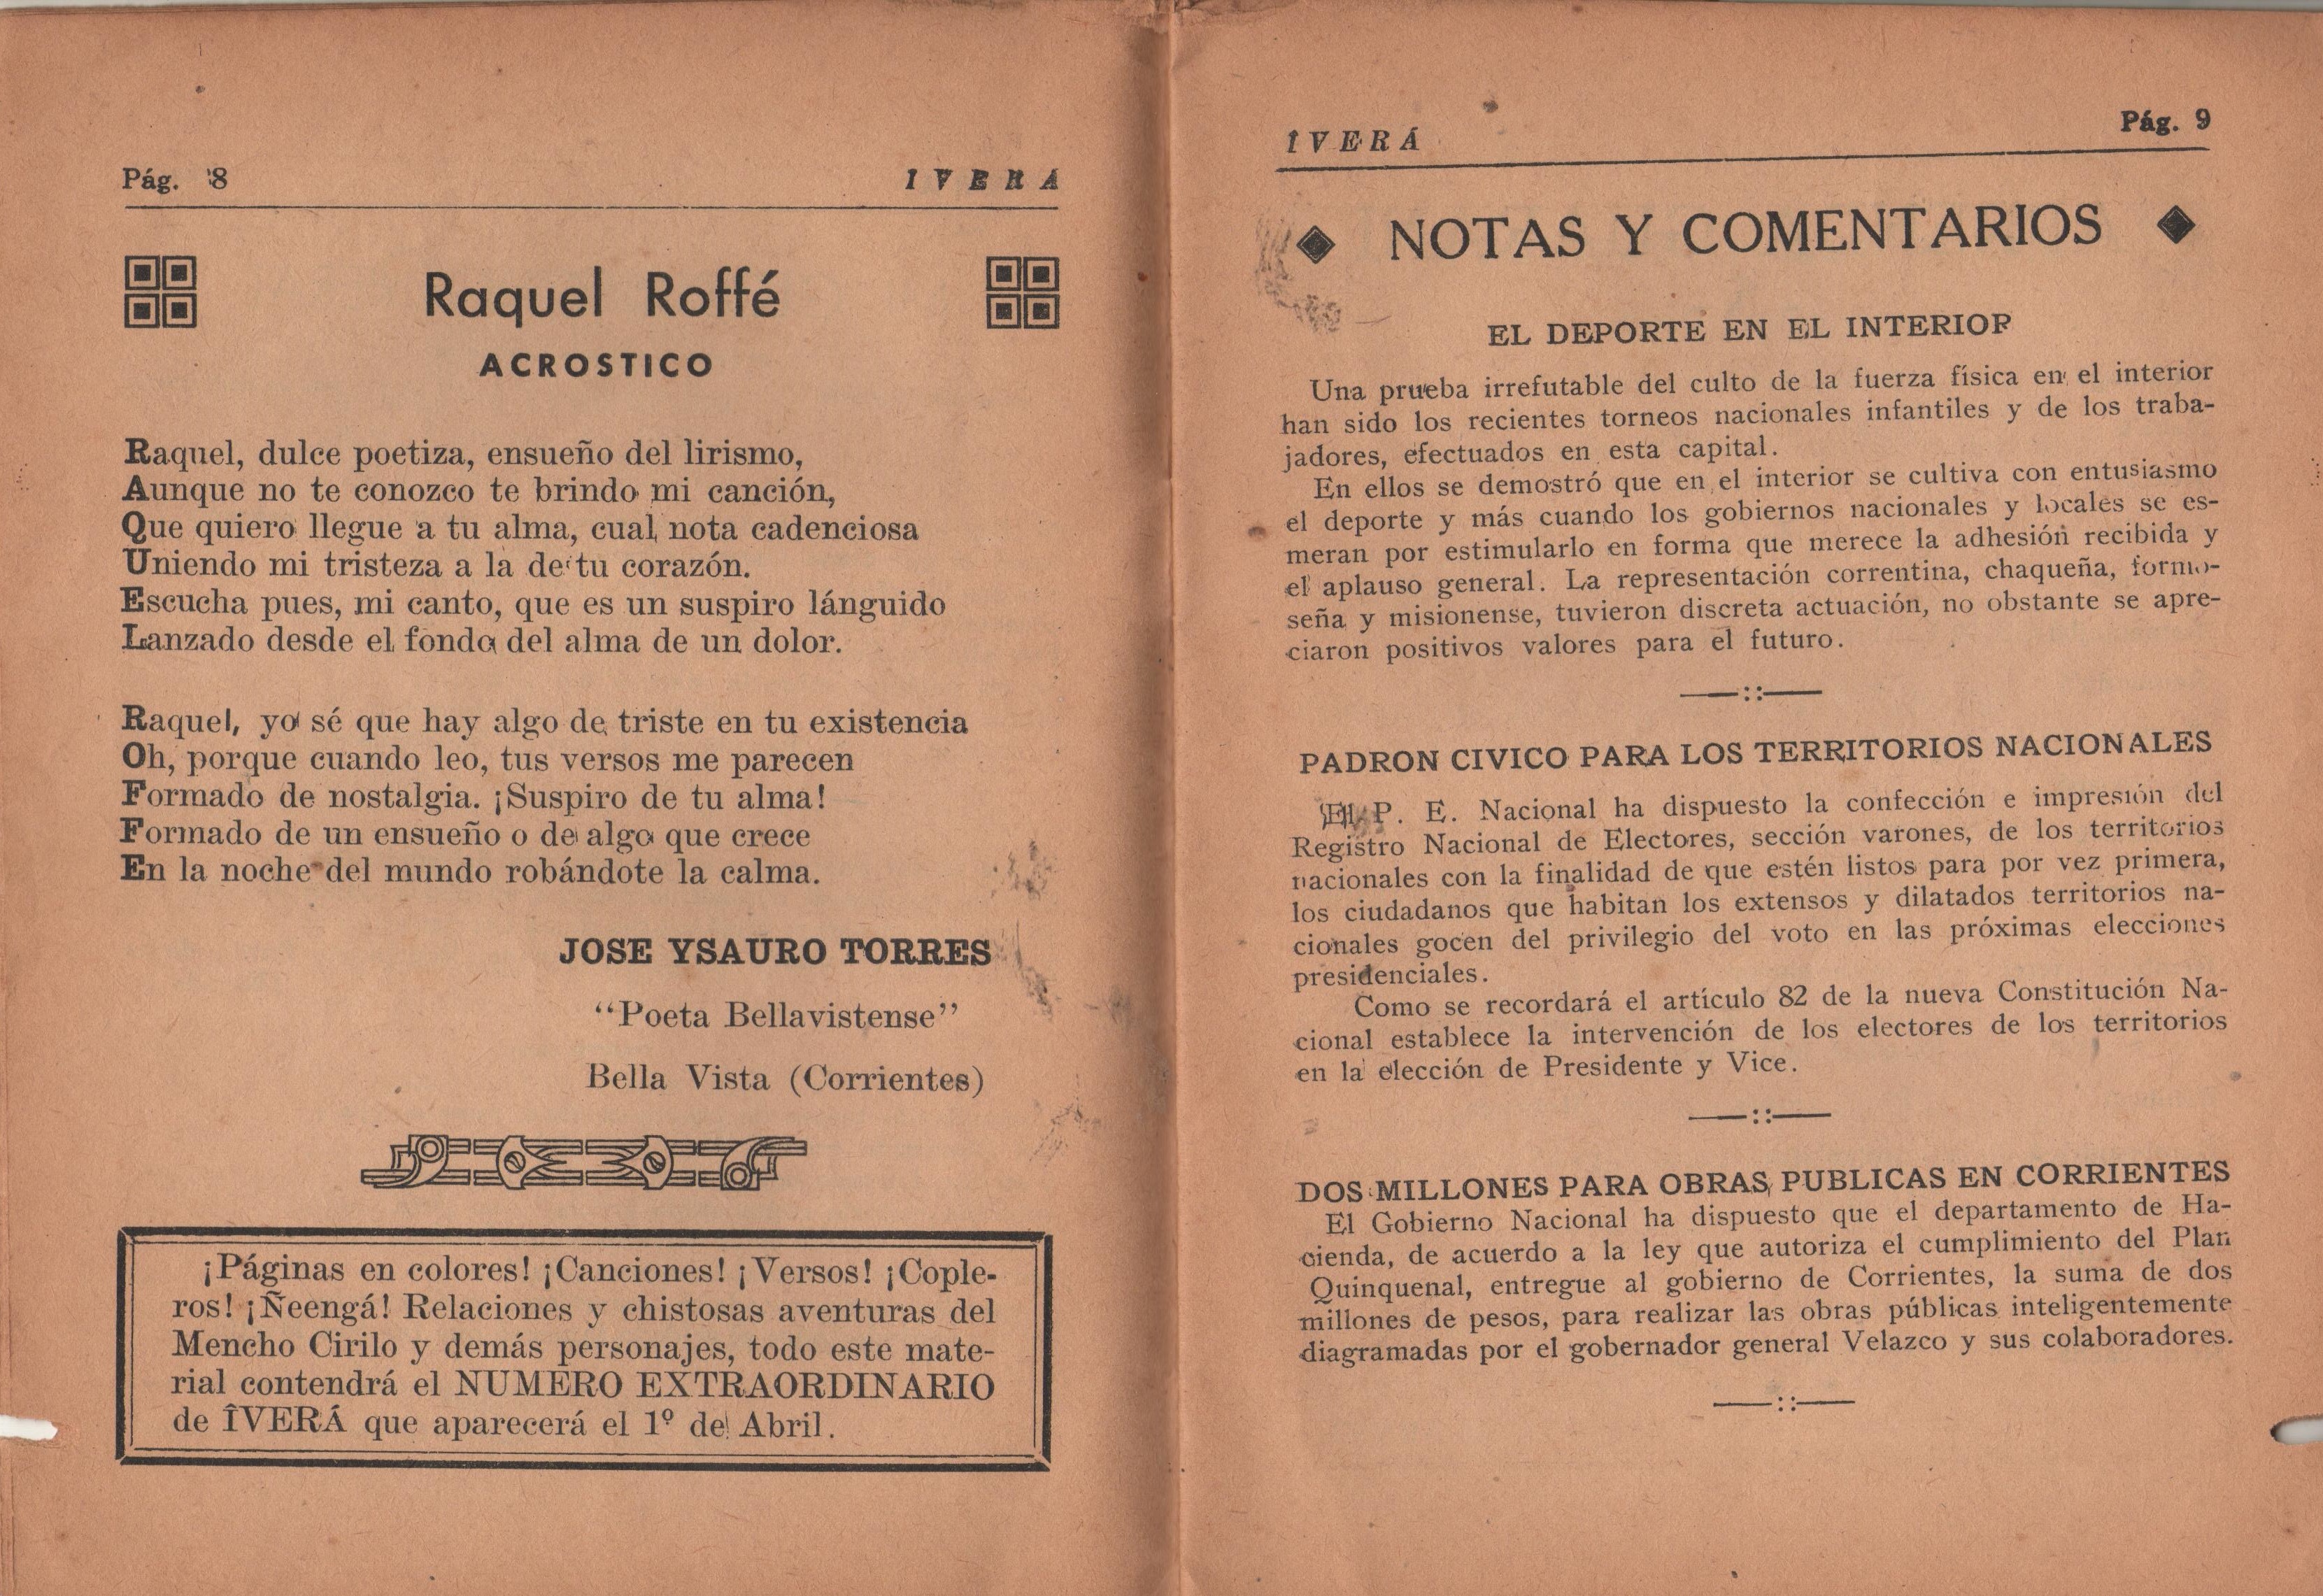 Pág. 8
IVERÁ
Raquel Roffé
ACROSTICO
Raquel, dulce poetiza, ensueño del lirismo,
Aunque no te conozco te brindo mi canción,
Que quiero llegue a tu alma, cual nota cadenciosa
Uniendo mi tristeza a la de tu corazón.
Escucha pues, mi canto, que es un suspiro lánguido
Lanzado desde el fondo del alma de un dolor.
Raquel, yo sé que hay algo de triste en tu existencia
Oh, porque cuando leo, tus versos me parecen
Formado de nostalgia. ¡Suspiro de tu alma!
Formado de un ensueño o de algo que crece
En la noche del mundo robándote la calma.
JOSE YSAURO TORRES
“Poeta Bellavistense”
Bella Vista (Corrientes)
¡Páginas en colores! ¡Canciones! ¡Versos! ¡Cople-
ros! ¡Ñeengá! Relaciones y chistosas aventuras del
Mencho Cirilo y demás personajes, todo este mate-
rial contendrá el NUMERO EXTRAORDINARIO
de ÎVERÁ que aparecerá el 1º de Abril.
IVERÁ
Pág. 9
NOTAS Y COMENTARIOS
EL DEPORTE EN EL INTERIOR
Una prueba irrefutable del culto de la fuerza física en el interior
han sido los recientes torneos nacionales infantiles y de los traba-
jadores, efectuados en esta capital.
En ellos se demostró que en el interior se cultiva con entusiasmo
el deporte y más cuando los gobiernos nacionales y locales se es-
meran por estimularlo en forma que merece la adhesión recibida y
el aplauso general. La representación correntina, chaqueña, formo-
seña y misionense, tuvieron discreta actuación, no obstante se apre-
ciaron positivos valores para el futuro.
PADRON CIVICO PARA LOS TERRITORIOS NACIONALES
El P. E. Nacional ha dispuesto la confección e impresión del
Registro Nacional de Electores, sección varones, de los territorios
nacionales con la finalidad de que estén listos para por vez primera,
los ciudadanos que habitan los extensos y dilatados territorios na-
cionales gocen del privilegio del voto en las próximas elecciones
presidenciales.
Como se recordará el artículo 82 de la nueva Constitución Na-
cional establece la intervención de los electores de los territorios
en la elección de Presidente y Vice.
DOS MILLONES PARA OBRAS PUBLICAS EN CORRIENTES
El Gobierno Nacional ha dispuesto que el departamento de Ha-
cienda, de acuerdo a la ley que autoriza el cumplimiento del Plan
Quinquenal, entregue al gobierno de Corrientes, la suma de dos
millones de pesos, para realizar las obras públicas inteligentemente
diagramadas por el gobernador general Velazco y sus colaboradores.